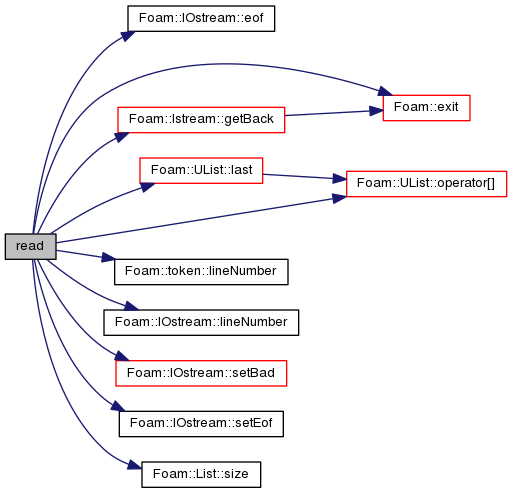 Foam::IOstream::eof
Foam::exit
Foam::Istream::getBack
Foam::UList::last
Foam::UList::operator[]
read
Foam::token::lineNumber
Foam::IOstream::lineNumber
Foam::IOstream::setBad
Foam::IOstream::setEof
Foam::List::size